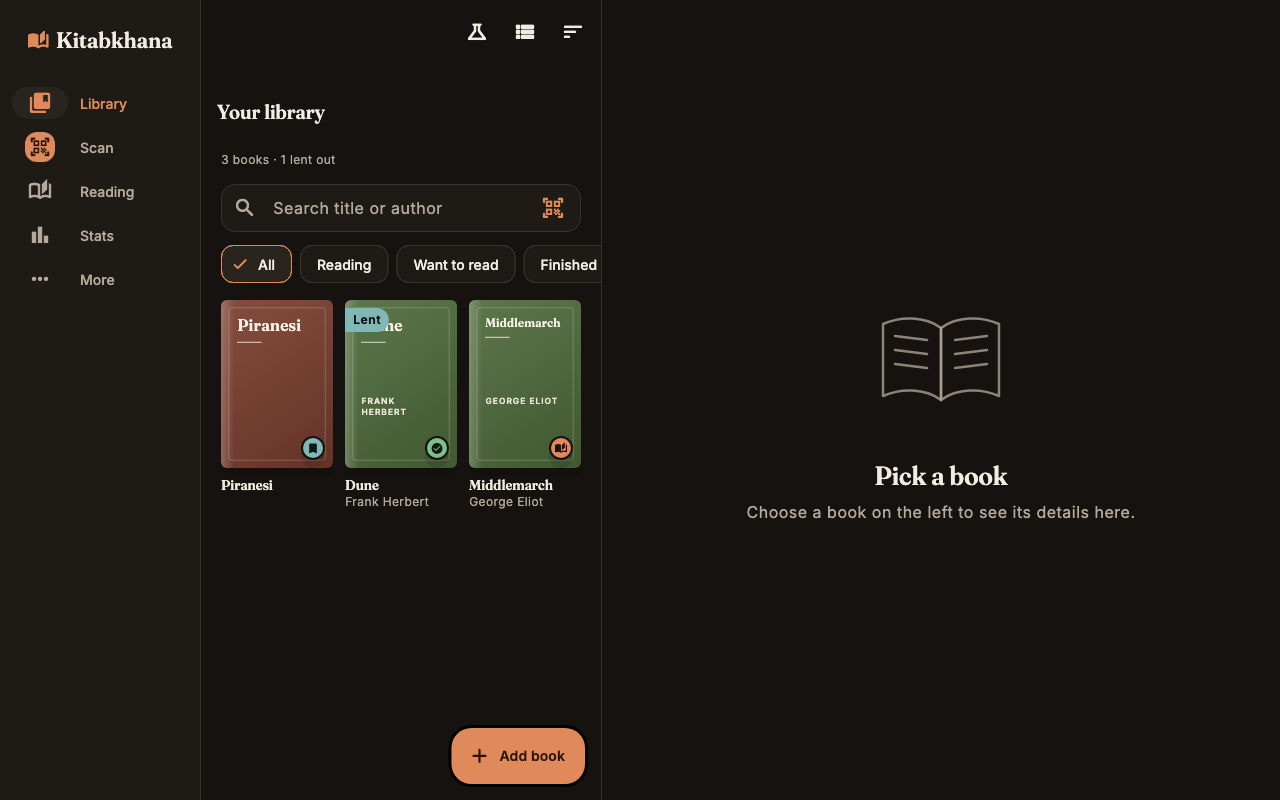 Kitabkhana
Library
Scan
Reading
Stats
More
Your library
3 books · 1 lent out
Search title or author
All
Reading
Want to read
Finished
Piranesi
Lent
ne
FRANK
HERBERT
Middlemarch
GEORGE ELIOT
Piranesi
Dune
Frank Herbert
Middlemarch
George Eliot
Add book
Pick a book
Choose a book on the left to see its details here.